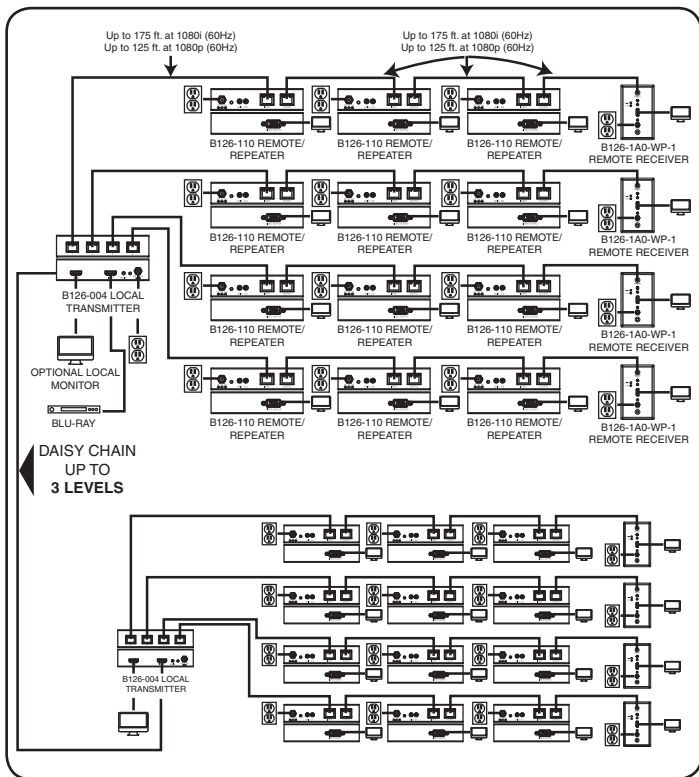 Up to 175 ft. at 1080i (60Hz)
Up to 125 ft. at 1080p (60Hz)
Up to 175 ft. at 1080i (60Hz)
Up to 125 ft. at 1080p (60Hz)
B126-110 REMOTE/
REPEATER
B126-110 REMOTE/
REPEATER
B126-110 REMOTE/
REPEATER
B126-1A0-WP-1
REMOTE RECEIVER
B126-110 REMOTE/
REPEATER
B126-110 REMOTE/
REPEATER
B126-110 REMOTE/
REPEATER
B126-1A0-WP-1
REMOTE RECEIVER
B126-004 LOCAL
TRANSMITTER
B126-110 REMOTE/
REPEATER
B126-110 REMOTE/
REPEATER
B126-110 REMOTE/
REPEATER
B126-1A0-WP-1
REMOTE RECEIVER
OPTIONAL LOCAL
MONITOR
BLU-RAY
B126-110 REMOTE/
REPEATER
B126-110 REMOTE/
REPEATER
B126-110 REMOTE/
REPEATER
B126-1A0-WP-1
REMOTE RECEIVER
DAISY CHAIN
UP TO
3 LEVELS
B126-004 LOCAL
TRANSMITTER